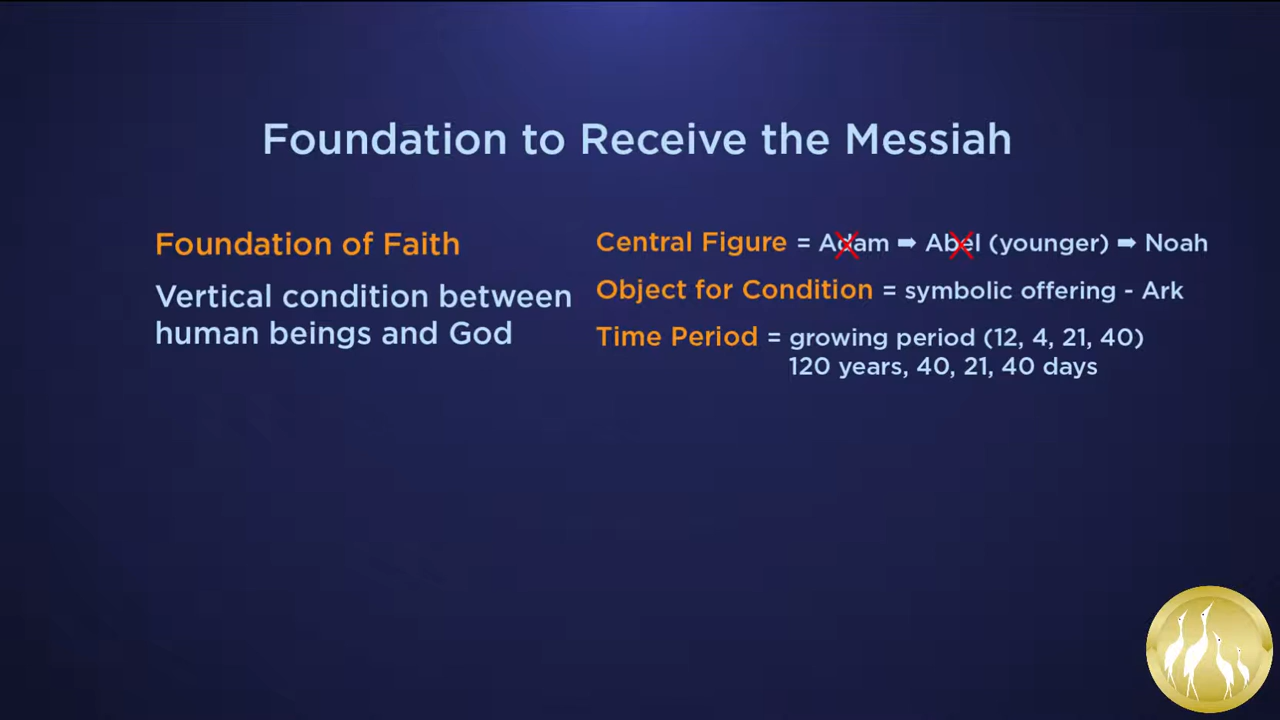 Foundation to Receive the Messiah
Foundation of Faith
Vertical condition between
human beings and God
Central Figure = Adam ➡ Abel (younger) ➡ Noah
Object for Condition = symbolic offering - Ark
Time Period = growing period (12, 4, 21, 40)
120 years, 40, 21, 40 days